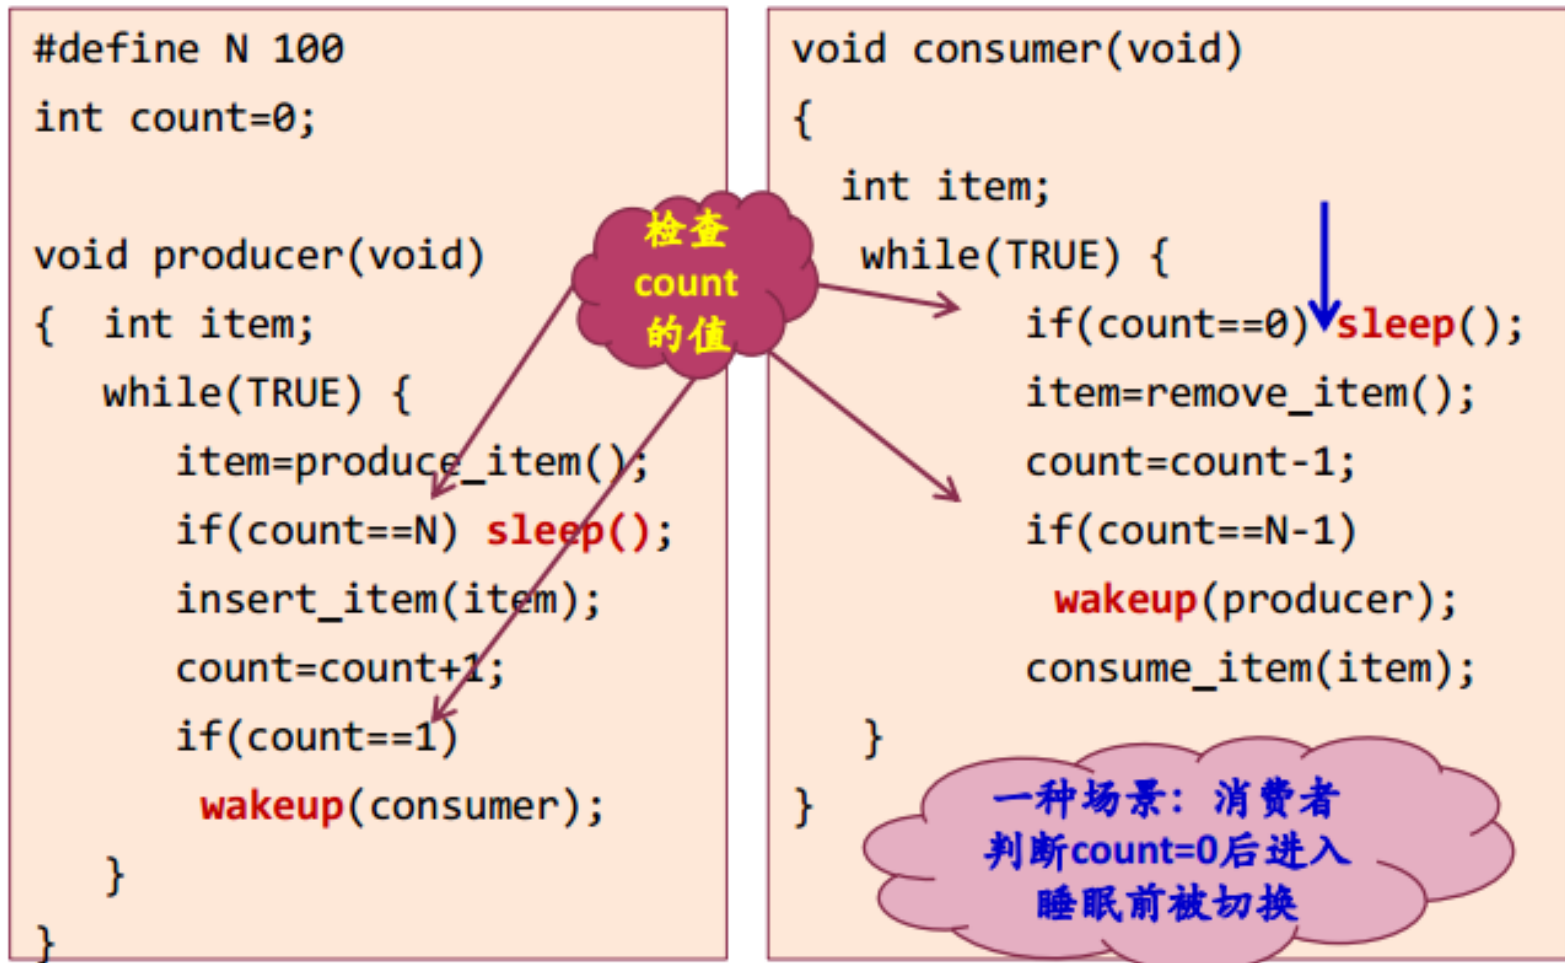 #define N 100
int count=0;
void producer(void)
{ int item;
while(TRUE) {
item=produce_item();
if(count==N) sleep();
insert_item(item);
count=count+1;
if(count==1)
wakeup(consumer);
}
}
检查
count
的值
void consumer(void)
{
int item;
while(TRUE) {
if(count==0) sleep();
item=remove_item();
count=count-1;
if(count==N-1)
wakeup(producer);
consume_item(item);
}
}
一种场景：消费者
判断count=0后进入
睡眠前被切换